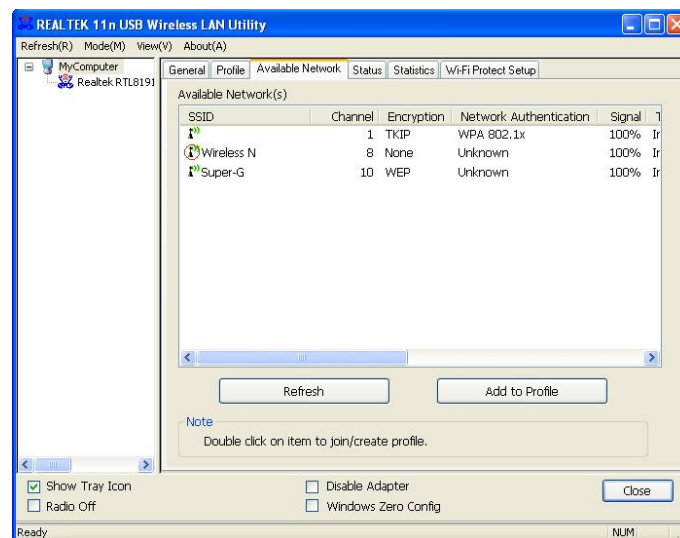 REALTEK 11n USB Wireless LAN Utility
Refresh(R) Mode(M) View(V) About(A)
MyComputer
Realtek RTL8191
General Profile Available Network Status Statistics Wi-Fi Protect Setup
Available Network(s)
SSID Channel Encryption Network Authentication Signal
1 TKIP WPA 802.1x 100% Ir
Wireless N 8 None Unknown 100% Ir
Super-G 10 WEP Unknown 100% Ir
Refresh Add to Profile
Note
Double click on item to join/create profile.
Show Tray Icon Disable Adapter
Radio Off Windows Zero Config
Close
Ready NUM